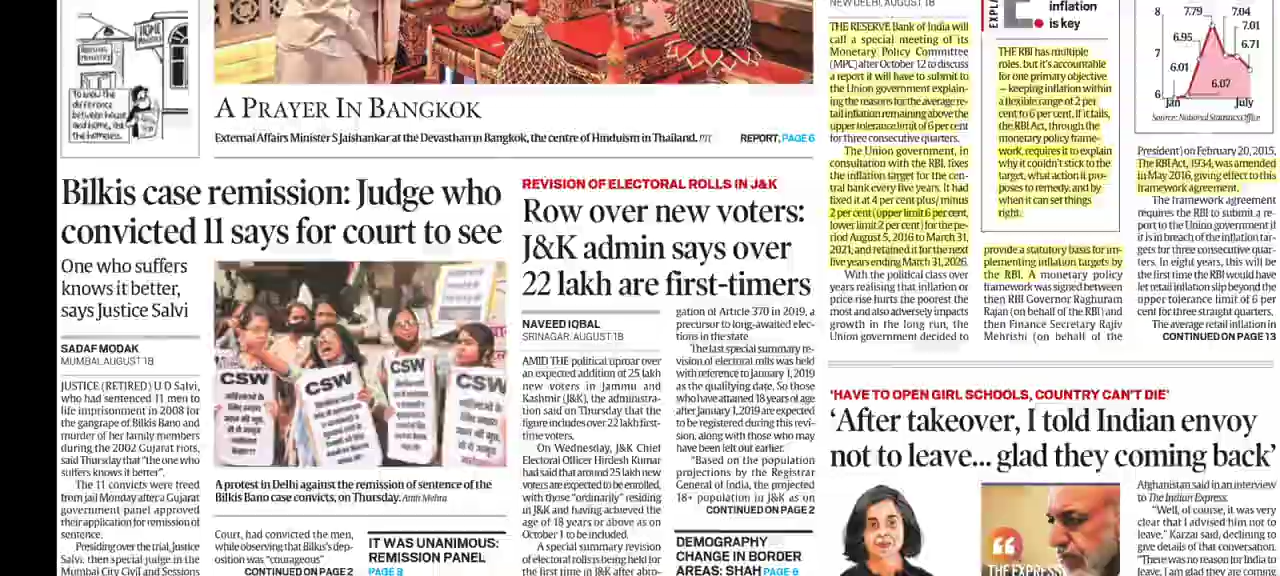 HOME MINISTRY
HOUSING MINISTRY
To know the
difference
between house
and home, ask
the homeless.
A PRAYER IN BANGKOK
External Affairs Minister S Jaishankar at the Devasthan in Bangkok, the centre of Hinduism in Thailand. PTI
REPORT, PAGE 6
Bilkis case remission: Judge who
convicted 11 says for court to see
One who suffers
knows it better,
says Justice Salvi
SADAF MODAK
MUMBAI, AUGUST 18
JUSTICE (RETIRED) U D Salvi,
who had sentenced 11 men to
life imprisonment in 2008 for
the gangrape of Bilkis Bano and
murder of her family members
during the 2002 Gujarat riots,
said Thursday that "the one who
suffers knows it better".
The 11 convicts were freed
from jail Monday after a Gujarat
government panel approved
their application for remission of
sentence.
Presiding over the trial, Justice
Salvi, then special judge in the
Mumbai City Civil and Sessions
CSW
CSW
CSW
CSW
A protest in Delhi against the remission of sentence of the
Bilkis Bano case convicts, on Thursday. Amit Mehra
Court, had convicted the men,
while observing that Bilkis's dep-
osition was "courageous"
CONTINUED ON PAGE 2
IT WAS UNANIMOUS:
REMISSION PANEL
PAGE 8
REVISION OF ELECTORAL ROLLS IN J&K
Row over new voters:
J&K admin says over
22 lakh are first-timers
NAVEED IQBAL
SRINAGAR, AUGUST 18
AMID THE political uproar over
an expected addition of 25 lakh
new voters in Jammu and
Kashmir (J&K), the administra-
tion said on Thursday that the
figure includes over 22 lakh first-
time voters.
On Wednesday, J&K Chief
Electoral Officer Hirdesh Kumar
had said that around 25 lakh new
voters are expected to be enrolled,
with those "ordinarily" residing
in J&K and having achieved the
age of 18 years or above as on
October 1 to be included.
A special summary revision
of electoral rolls is being held for
the first time in J&K after abro-
gation of Article 370 in 2019, a
precursor to long-awaited elec-
tions in the state
The last special summary re-
vision of electoral rolls was held
with reference to January 1, 2019
as the qualifying date. So those
who have attained 18 years of age
after January 1, 2019 are expected
to be registered during this revi-
sion, along with those who may
have been left out earlier.
"Based on the population
projections by the Registrar
General of India, the projected
18+ population in J&K as on
CONTINUED ON PAGE 2
DEMOGRAPHY
CHANGE IN BORDER
AREAS: SHAH PAGE 6
NEW DELHI, AUGUST 18
THE RESERVE Bank of India will
call a special meeting of its
Monetary Policy Committee
(MPC) after October 12 to discuss
a report it will have to submit to
the Union government explain-
ing the reasons for the average re-
tail inflation remaining above the
upper tolerance limit of 6 per cent
for three consecutive quarters.
The Union government, in
consultation with the RBI, fixes
the inflation target for the cen-
tral bank every five years. It had
fixed it at 4 per cent plus/minus
2 per cent (upper limit 6 per cent,
lower limit 2 per cent) for the pe-
riod August 5, 2016 to March 31,
2021, and retained it for the next
five years ending March 31, 2026.
With the political class over
years realising that inflation or
price rise hurts the poorest the
most and also adversely impacts
growth in the long run, the
Union government decided to
EXPLA
E.
inflation
is key
THE RBI has multiple
roles, but it's accountable
for one primary objective
– keeping inflation within
a flexible range of 2 per
cent to 6 per cent. If it fails,
the RBI Act, through the
monetary policy frame-
work, requires it to explain
why it couldn't stick to the
target, what action it pro-
poses to remedy, and by
when it can set things
right.
provide a statutory basis for im-
plementing inflation targets by
the RBI. A monetary policy
framework was signed between
then RBI Governor Raghuram
Rajan (on behalf of the RBI) and
then Finance Secretary Rajiv
Mehrishi (on behalf of the
8
7
6
7.79
7.04
7.01
6.95
6.71
6.01
6.07
Jan
July
Source: National Statistics Office
President) on February 20, 2015.
The RBI Act, 1934, was amended
in May 2016, giving effect to this
framework agreement.
The framework agreement
requires the RBI to submit a re-
port to the Union government if
it is in breach of the inflation tar-
gets for three consecutive quar-
ters. In eight years, this will be
the first time the RBI would have
let retail inflation slip beyond the
upper tolerance limit of 6 per
cent for three straight quarters.
The average retail inflation in
CONTINUED ON PAGE 13
'HAVE TO OPEN GIRL SCHOOLS, COUNTRY CAN'T DIE'
'After takeover, I told Indian envoy
not to leave... glad they coming back'
THE EXPRESS
Afghanistan said in an interview
to The Indian Express.
"Well, of course, it was very
clear that I advised him not to
leave," Karzai said, declining to
give details of that conversation.
"There was no reason for India to
leave. I am glad they are coming